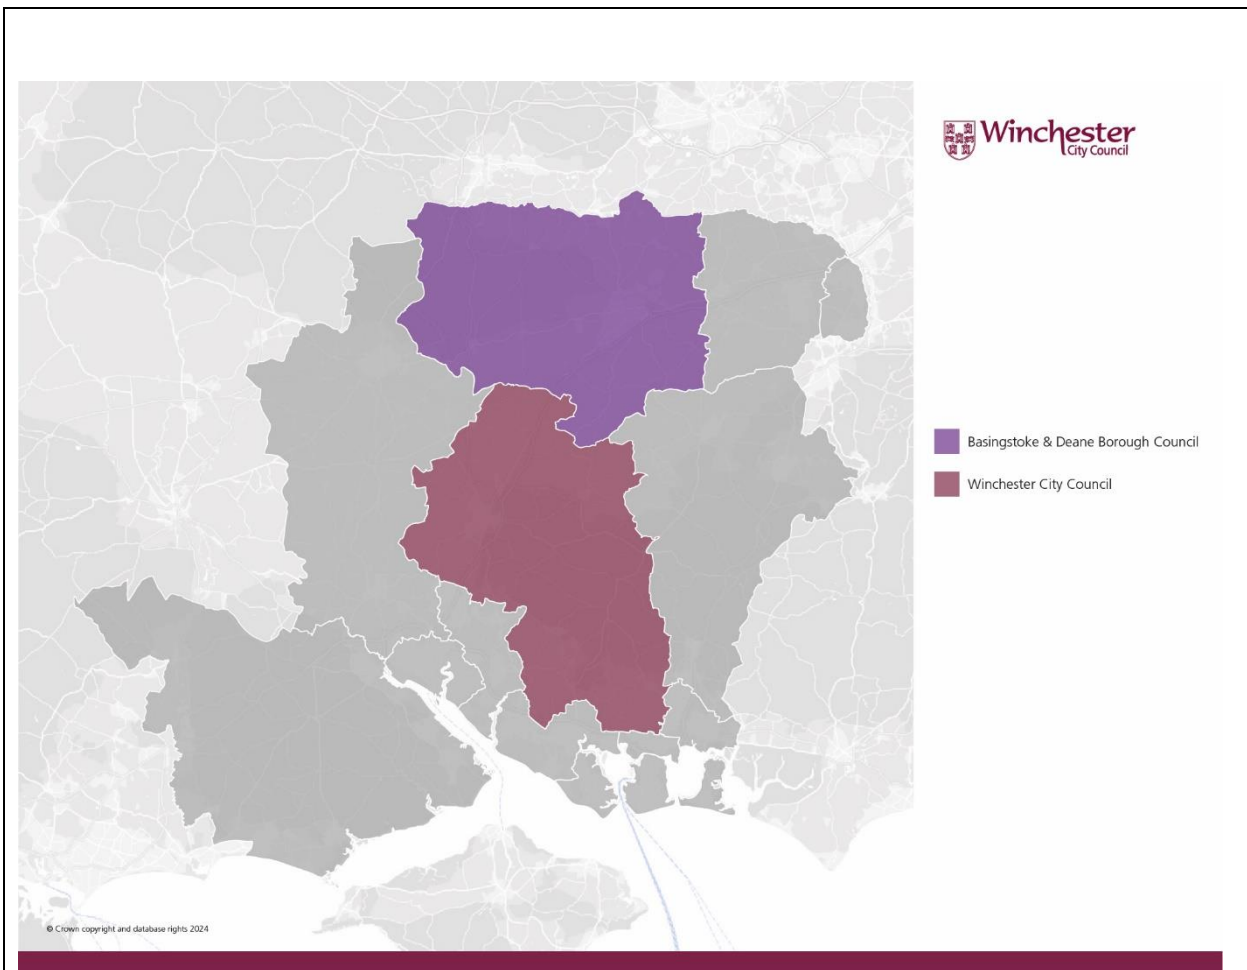 Winchester
City Council
Basingstoke & Deane Borough Council
Winchester City Council
© Crown copyright and database rights 2024